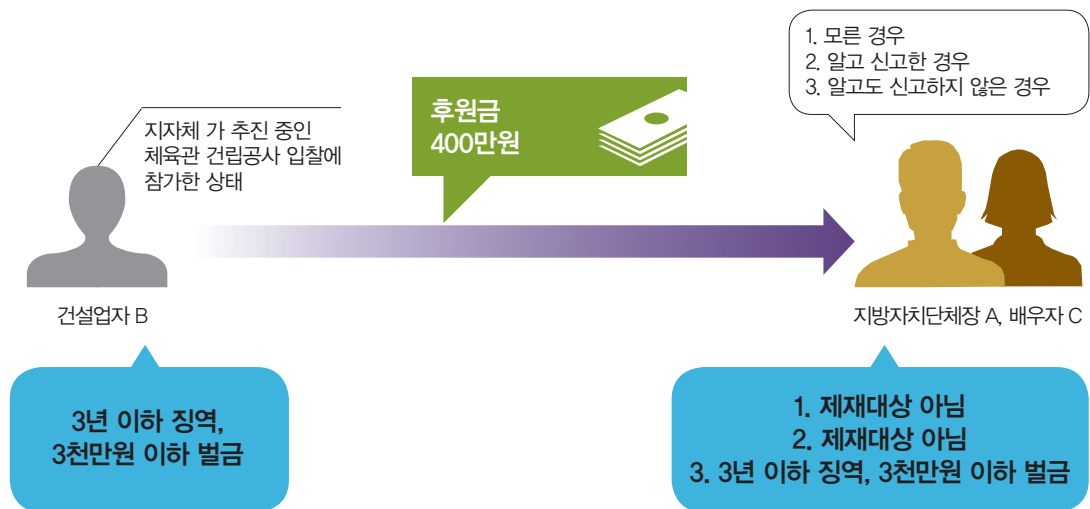 1. 모른 경우
2. 알고 신고한 경우
3. 알고도 신고하지 않은 경우
후원금
400만원
지자체 가 추진 중인
체육관 건립공사 입찰에
참가한 상태
건설업자 B
지방자치단체장 A, 배우자 C
3년 이하 징역,
3천만원 이하 벌금
1. 제재대상 아님
2. 제재대상 아님
3. 3년 이하 징역, 3천만원 이하 벌금